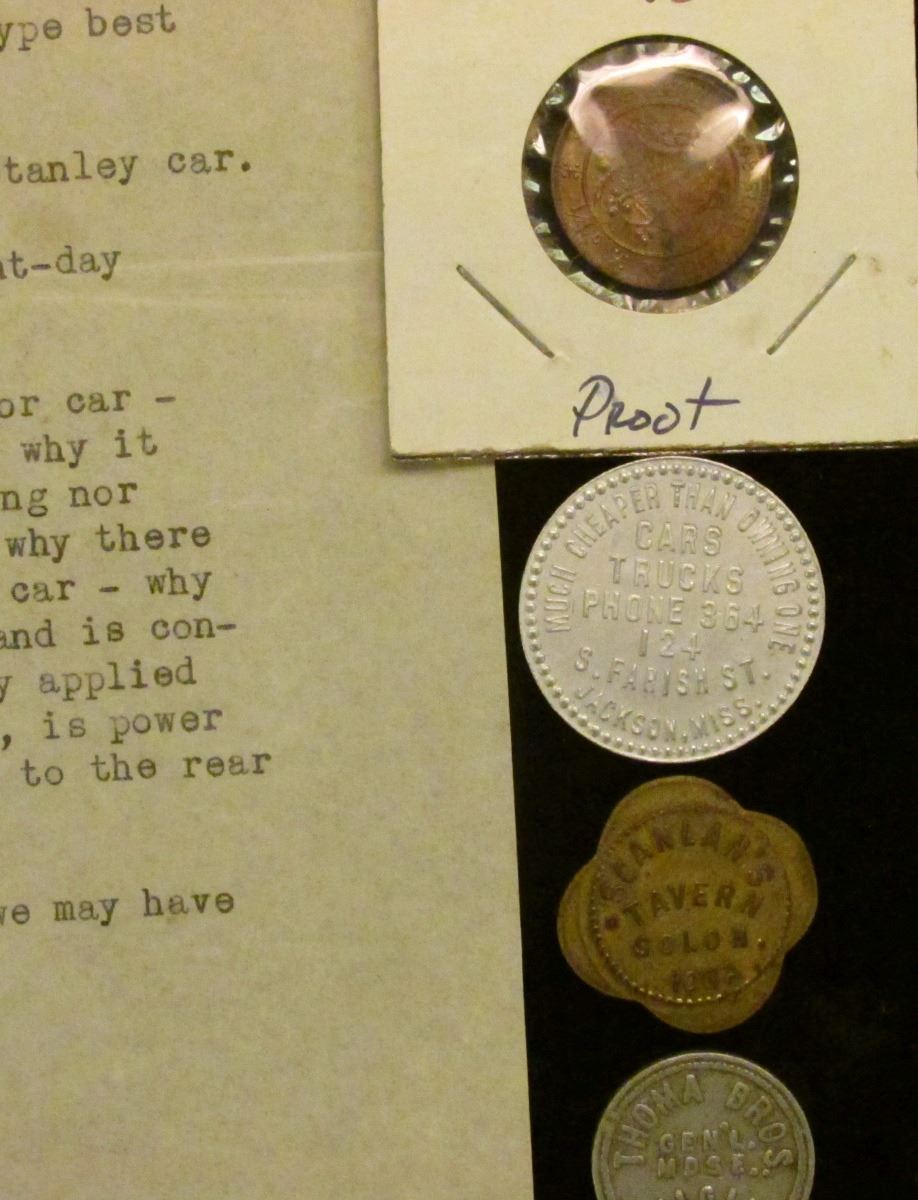 ype best
tanley car.
nt-day
or car -
why it
ng nor
why there
car - why
and is con-
y applied
, is power
to the rear
we may have
Proof
MUCH CHEAPER THAN OWNING ONE
CARS
TRUCKS
PHONE 364
124
S. FARISH ST.
JACKSON, MISS.
SCANLAN'S
TAVERN
SOLON,
IOWA
THOMA BROS
GEN'L.
MDSE.